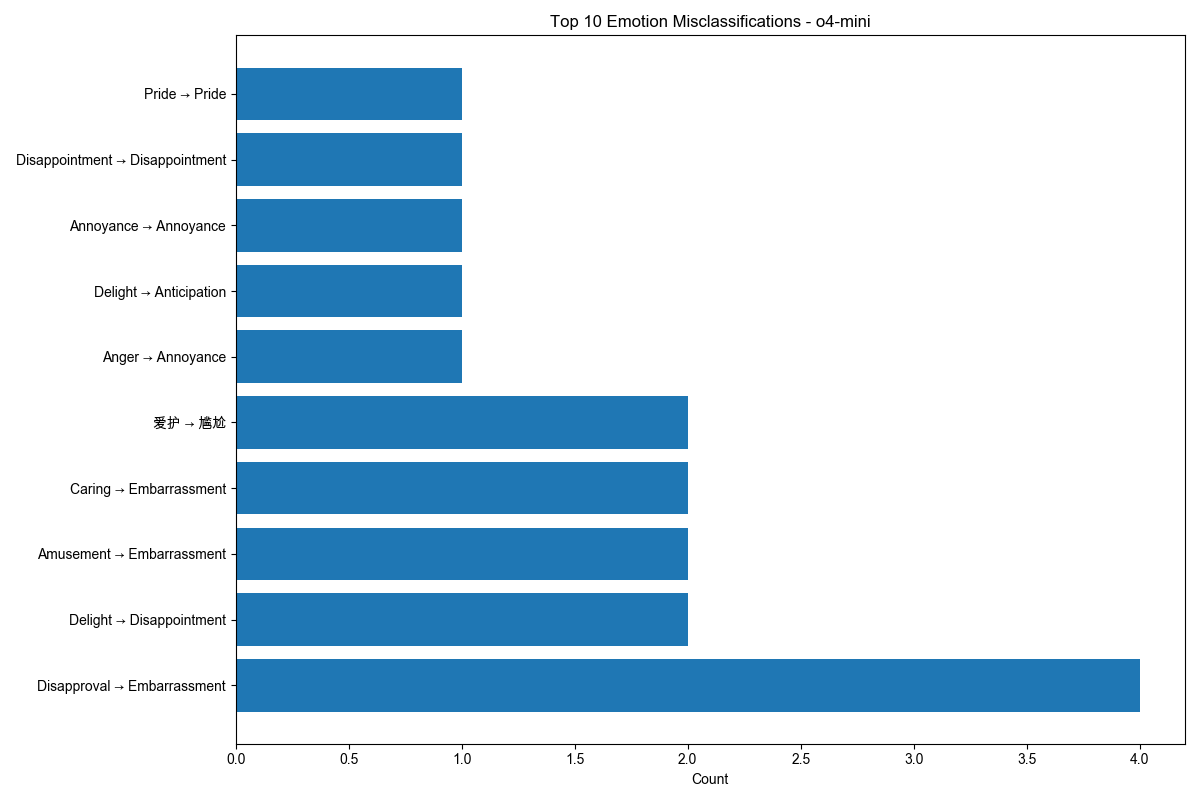 Top 10 Emotion Misclassifications - o4-mini
Pride → Pride
Disappointment → Disappointment
Annoyance → Annoyance
Delight → Anticipation
Anger → Annoyance
爱护 → 尴尬
Caring → Embarrassment
Amusement → Embarrassment
Delight → Disappointment
Disapproval → Embarrassment
0.0 0.5 1.0 1.5 2.0 2.5 3.0 3.5 4.0
Count